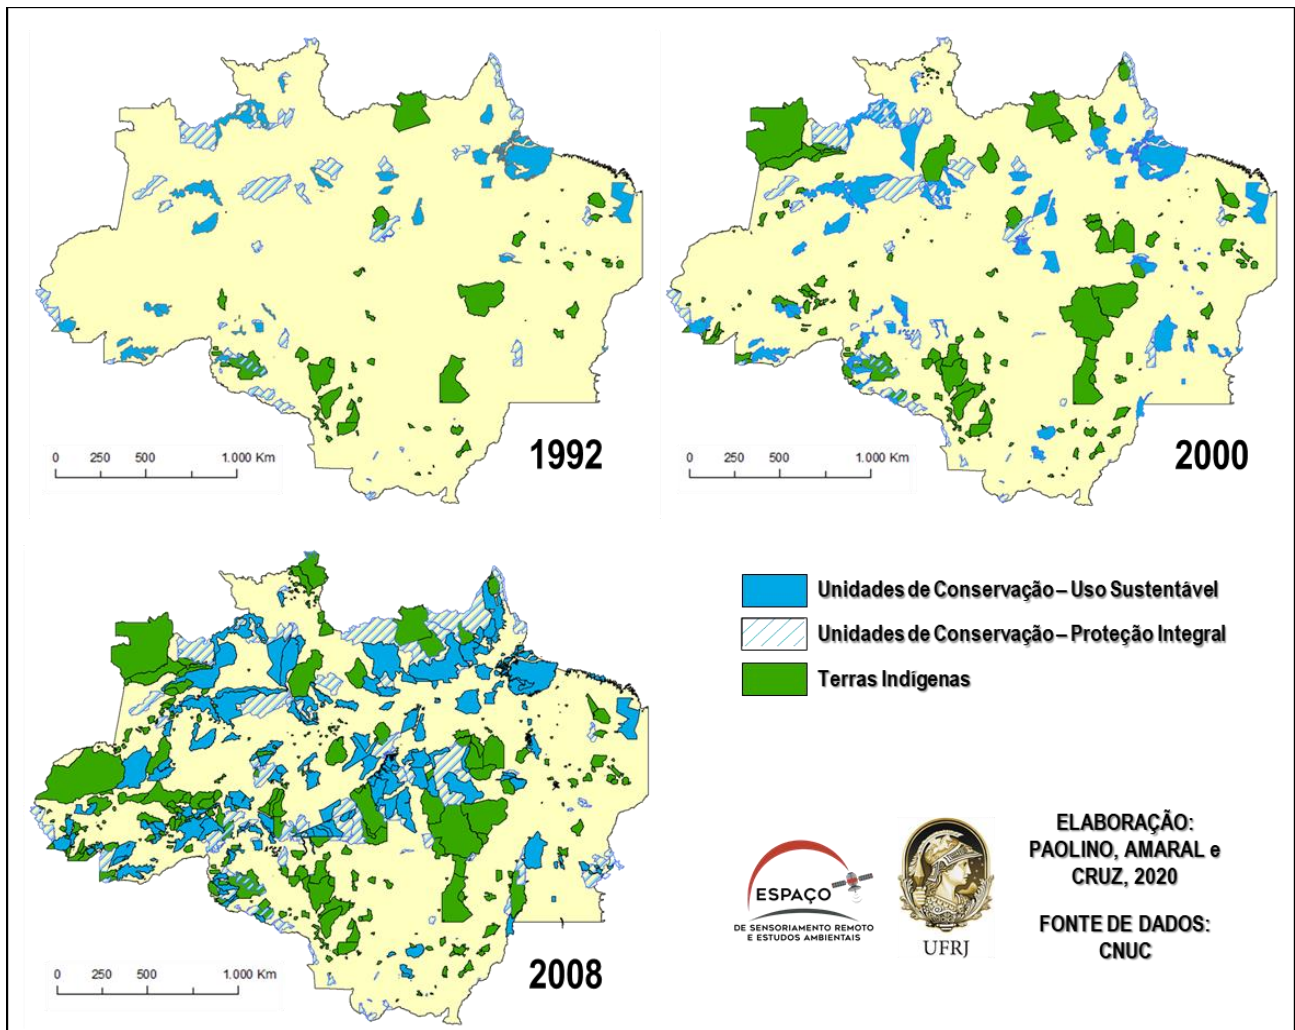 1992
0 250 500 1.000 Km
2000
0 250 500 1.000 Km
2008
0 250 500 1.000 Km
Unidades de Conservação – Uso Sustentável
Unidades de Conservação – Proteção Integral
Terras Indígenas
ESPAÇO
DE SENSORIAMENTO REMOTO
E ESTUDOS AMBIENTAIS
UFRJ
ELABORAÇÃO:
PAOLINO, AMARAL e
CRUZ, 2020
FONTE DE DADOS:
CNUC